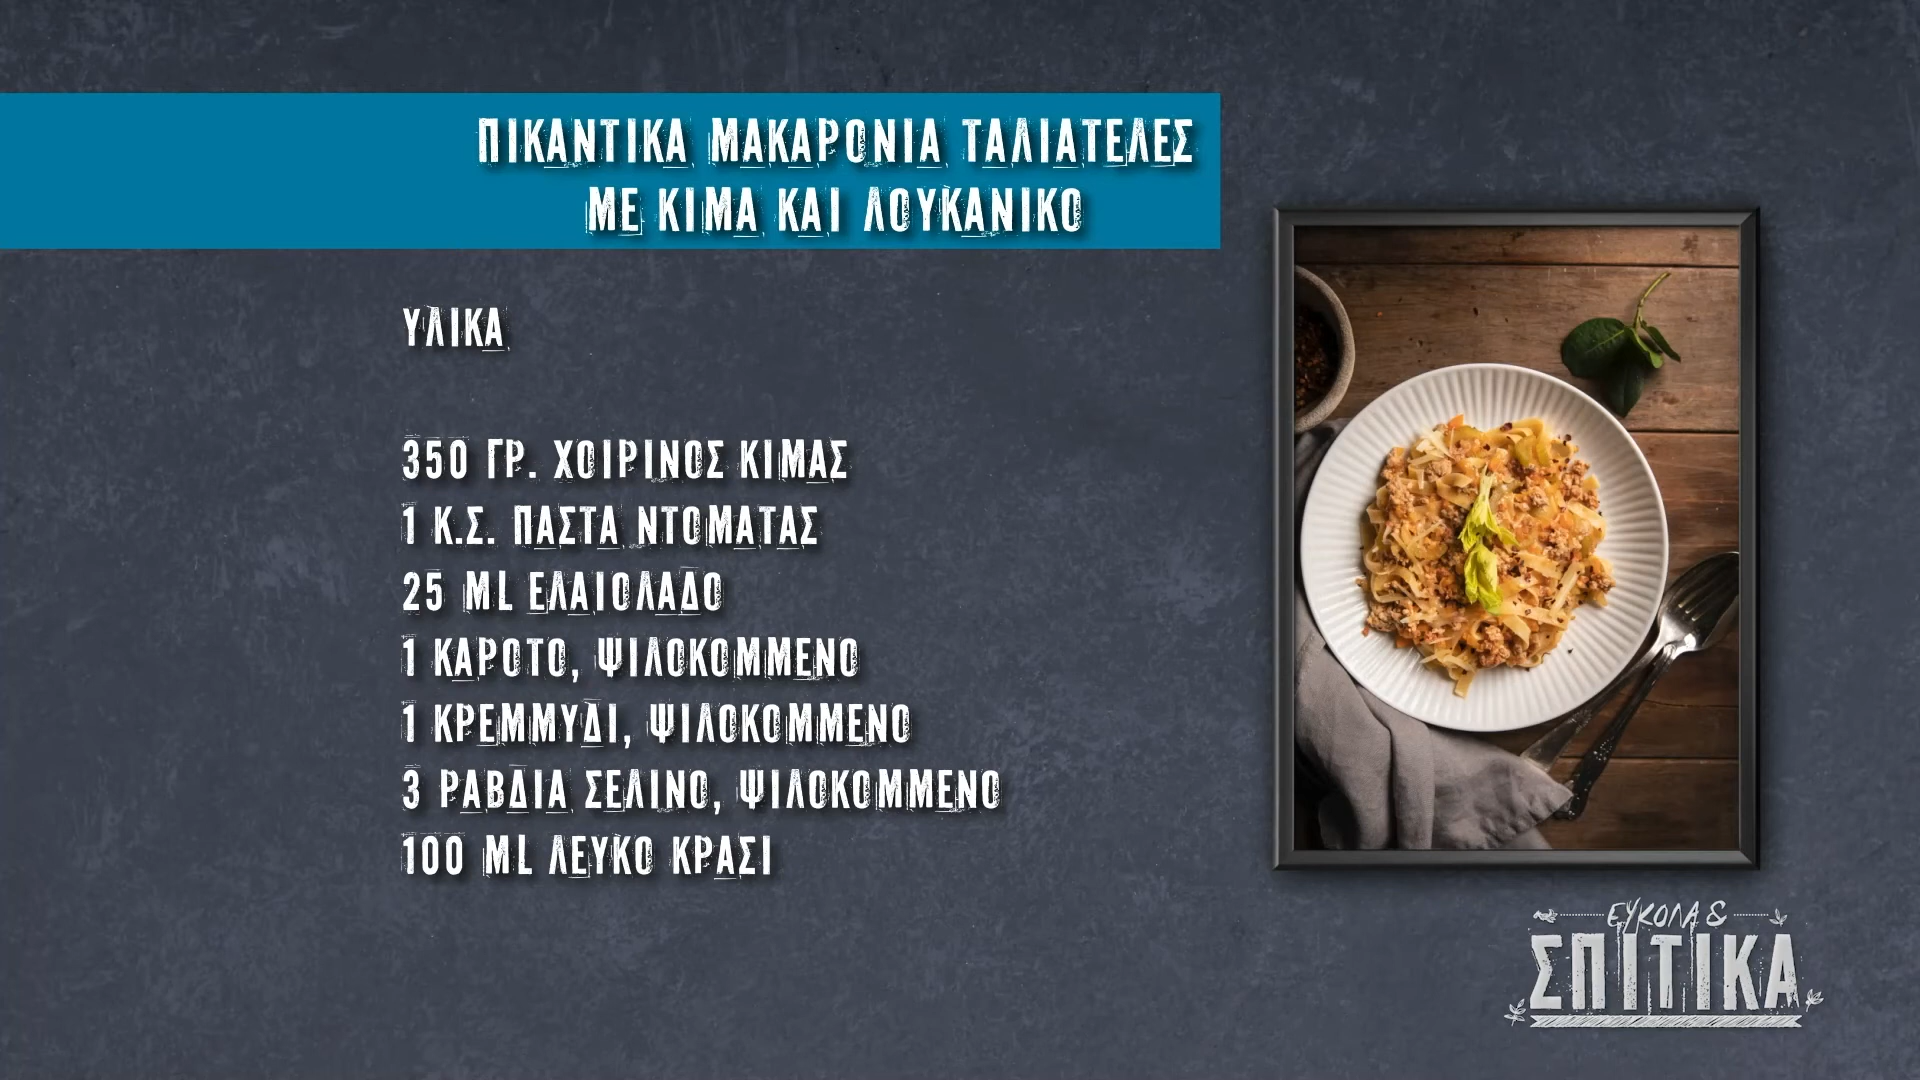 ΠΙΚΑΝΤΙΚΑ ΜΑΚΑΡΟΝΙΑ ΤΑΛΙΑΤΕΛΕΣ
ΜΕ ΚΙΜΑ ΚΑΙ ΛΟΥΚΑΝΙΚΟ
ΥΛΙΚΑ
350 ΓΡ. ΧΟΙΡΙΝΟΣ ΚΙΜΑΣ
1 Κ.Σ. ΠΑΣΤΑ ΝΤΟΜΑΤΑΣ
25 ML ΕΛΑΙΟΛΑΔΟ
1 ΚΑΡΟΤΟ, ΨΙΛΟΚΟΜΜΕΝΟ
1 ΚΡΕΜΜΥΔΙ, ΨΙΛΟΚΟΜΜΕΝΟ
3 ΡΑΒΔΙΑ ΣΕΛΙΝΟ, ΨΙΛΟΚΟΜΜΕΝΟ
100 ML ΛΕΥΚΟ ΚΡΑΣΙ
ΕΥΚΟΛΑ &
ΣΠΙΤΙΚΑ